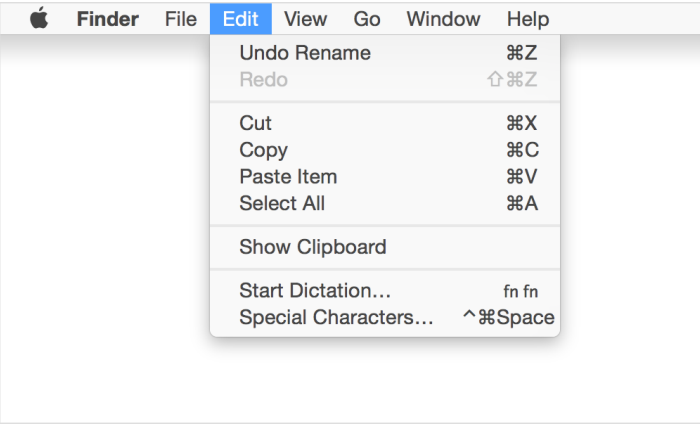 Finder File Edit View Go Window Help
Undo Rename ⌘Z
Redo ⇧⌘Z
Cut ⌘X
Copy ⌘C
Paste Item ⌘V
Select All ⌘A
Show Clipboard
Start Dictation... fn fn
Special Characters... ^⌘Space